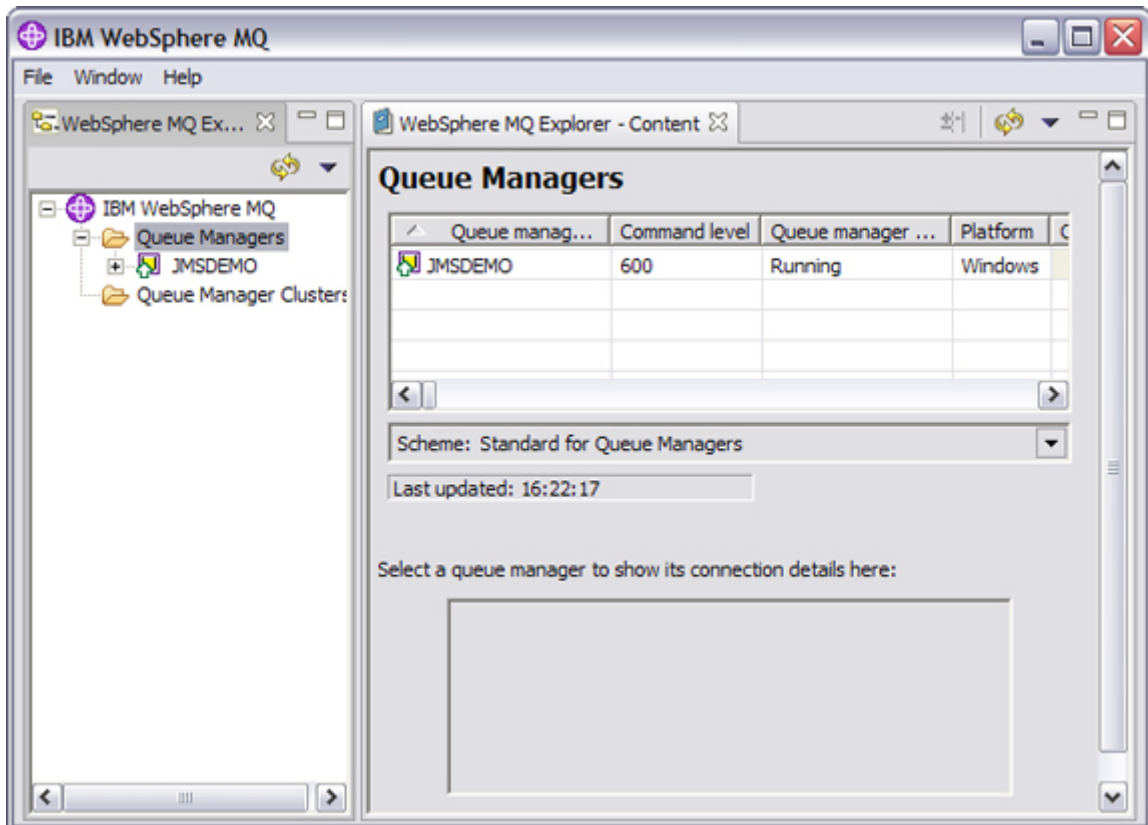 IBM WebSphere MQ
File Window Help
WebSphere MQ Ex...
IBM WebSphere MQ
Queue Managers
JMSDEMO
Queue Manager Clusters
WebSphere MQ Explorer - Content
Queue Managers
Queue manag... Command level Queue manager ... Platform
JMSDEMO 600 Running Windows
Scheme: Standard for Queue Managers
Last updated: 16:22:17
Select a queue manager to show its connection details here: